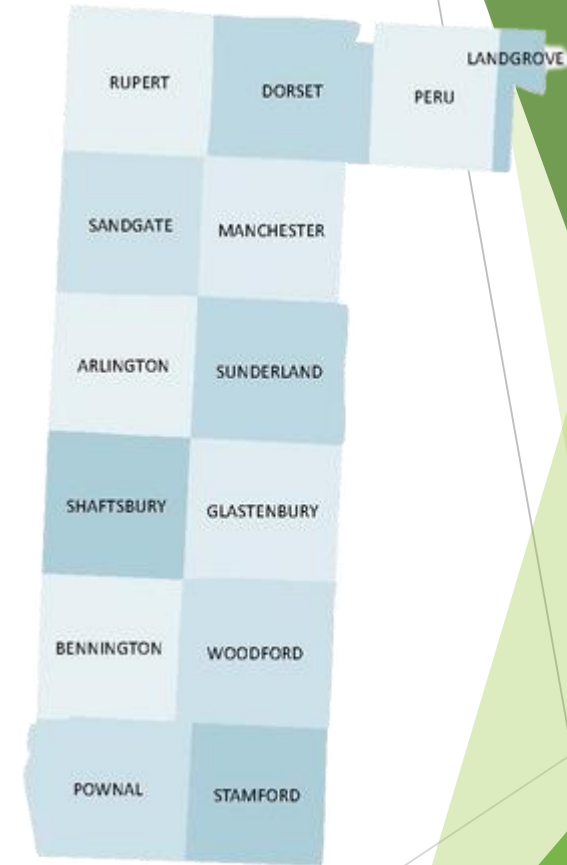 LANDGROVE
RUPERT
DORSET
PERU
SANDGATE
MANCHESTER
ARLINGTON
SUNDERLAND
SHAFTSBURY
GLASTENBURY
BENNINGTON
WOODFORD
POWNAL
STAMFORD